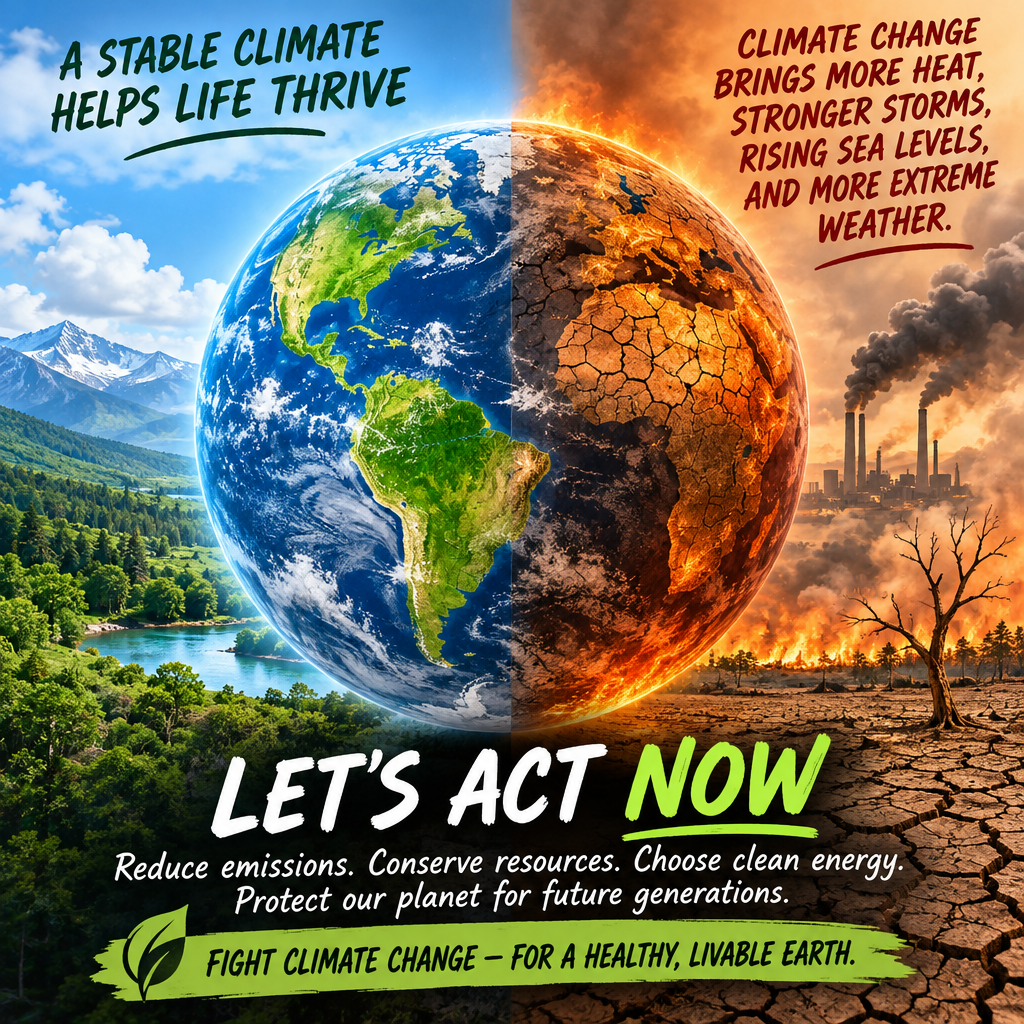 A STABLE CLIMATE
HELPS LIFE THRIVE
CLIMATE CHANGE
BRINGS MORE HEAT,
STRONGER STORMS,
RISING SEA LEVELS,
AND MORE EXTREME
WEATHER.
LET'S ACT NOW
Reduce emissions. Conserve resources. Choose clean energy.
Protect our planet for future generations.
FIGHT CLIMATE CHANGE – FOR A HEALTHY, LIVABLE EARTH.